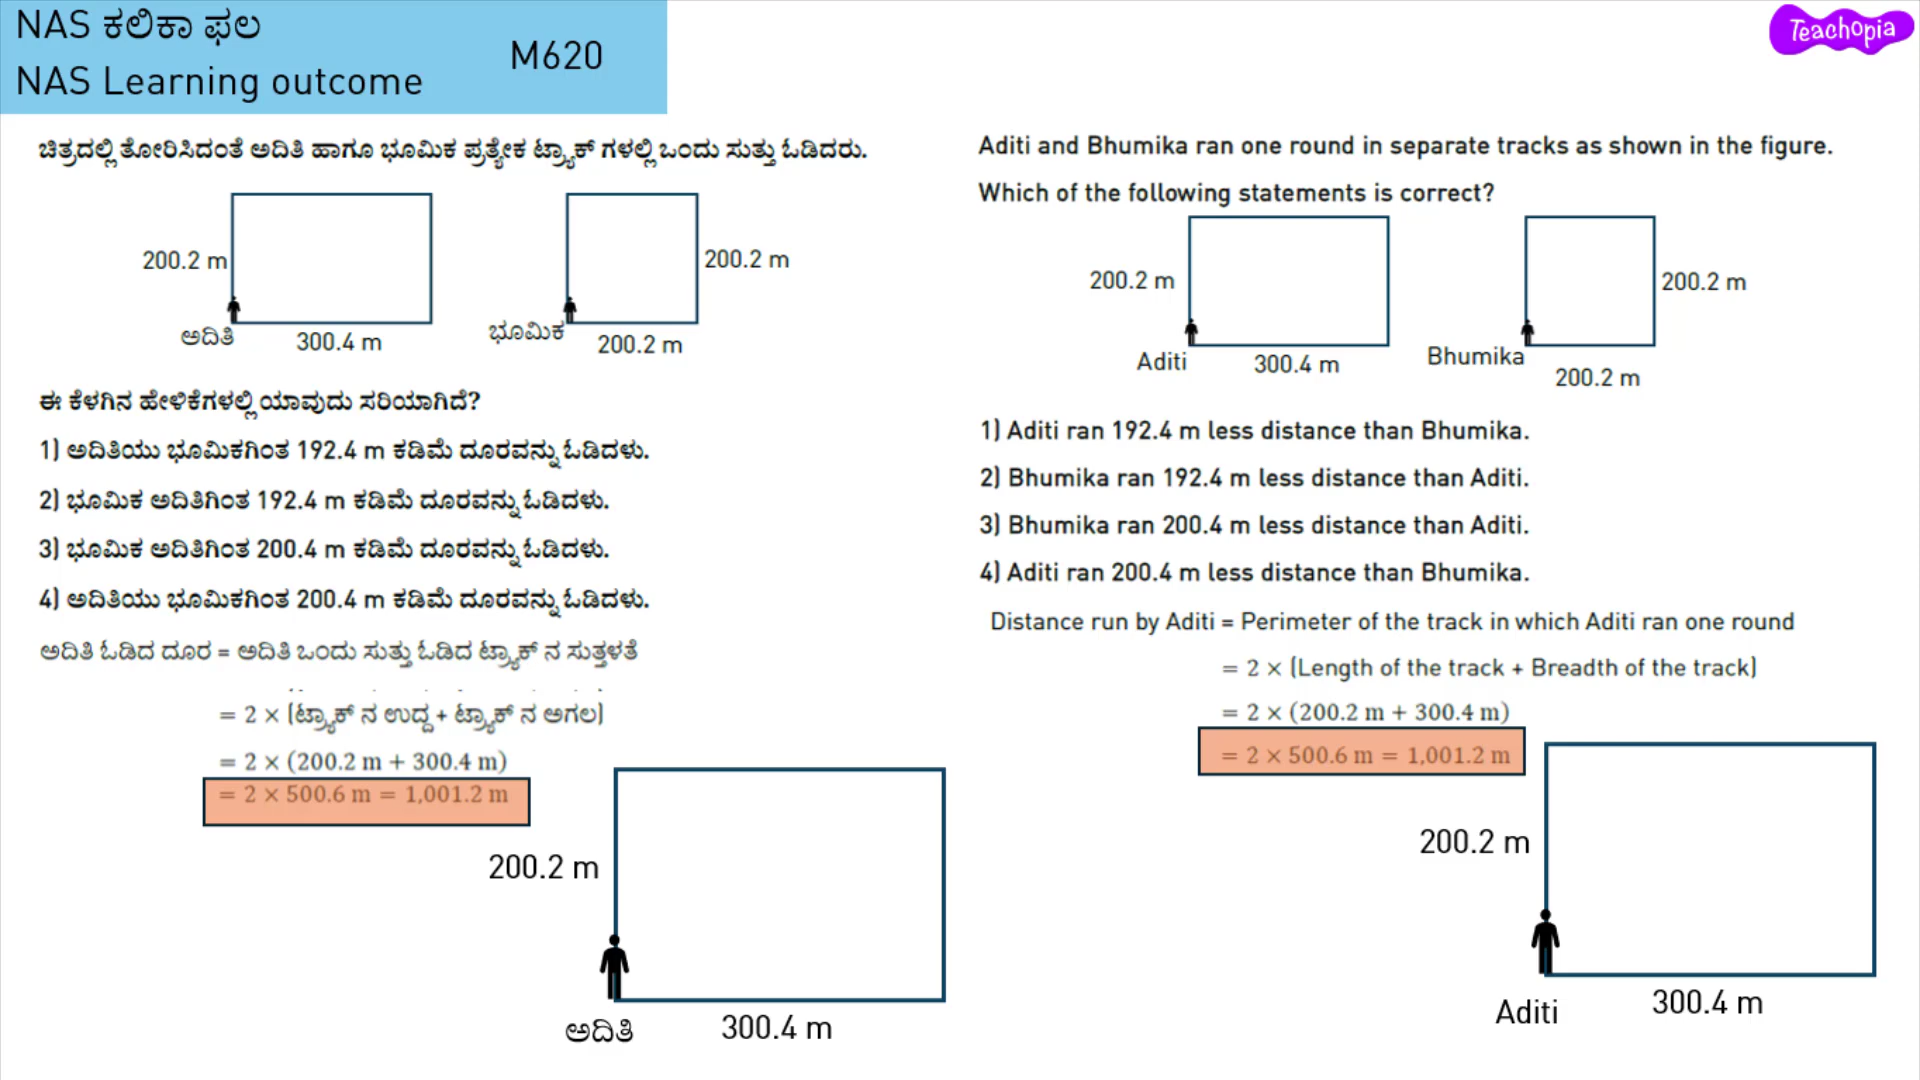 NAS ಕಲಿಕಾ ಫಲ
NAS Learning outcome
M620
Teachopia
ಚಿತ್ರದಲ್ಲಿ ತೋರಿಸಿದಂತೆ ಅದಿತಿ ಹಾಗೂ ಭೂಮಿಕ ಪ್ರತ್ಯೇಕ ಟ್ರ್ಯಾಕ್ ಗಳಲ್ಲಿ ಒಂದು ಸುತ್ತು ಓಡಿದರು.
200.2 m
200.2 m
ಅದಿತಿ
300.4 m
ಭೂಮಿಕ
200.2 m
ಈ ಕೆಳಗಿನ ಹೇಳಿಕೆಗಳಲ್ಲಿ ಯಾವುದು ಸರಿಯಾಗಿದೆ?
1) ಅದಿತಿಯು ಭೂಮಿಕಗಿಂತ 192.4 m ಕಡಿಮೆ ದೂರವನ್ನು ಓಡಿದಳು.
2) ಭೂಮಿಕ ಅದಿತಿಗಿಂತ 192.4 m ಕಡಿಮೆ ದೂರವನ್ನು ಓಡಿದಳು.
3) ಭೂಮಿಕ ಅದಿತಿಗಿಂತ 200.4 m ಕಡಿಮೆ ದೂರವನ್ನು ಓಡಿದಳು.
4) ಅದಿತಿಯು ಭೂಮಿಕಗಿಂತ 200.4 m ಕಡಿಮೆ ದೂರವನ್ನು ಓಡಿದಳು.
ಅದಿತಿ ಓಡಿದ ದೂರ = ಅದಿತಿ ಒಂದು ಸುತ್ತು ಓಡಿದ ಟ್ರ್ಯಾಕ್ ನ ಸುತ್ತಳತೆ
= 2 × (ಟ್ರ್ಯಾಕ್ ನ ಉದ್ದ + ಟ್ರ್ಯಾಕ್ ನ ಅಗಲ)
= 2 × (200.2 m + 300.4 m)
= 2 × 500.6 m = 1,001.2 m
200.2 m
ಅದಿತಿ
300.4 m
Aditi and Bhumika ran one round in separate tracks as shown in the figure.
Which of the following statements is correct?
200.2 m
200.2 m
Aditi
300.4 m
Bhumika
200.2 m
1) Aditi ran 192.4 m less distance than Bhumika.
2) Bhumika ran 192.4 m less distance than Aditi.
3) Bhumika ran 200.4 m less distance than Aditi.
4) Aditi ran 200.4 m less distance than Bhumika.
Distance run by Aditi = Perimeter of the track in which Aditi ran one round
= 2 × (Length of the track + Breadth of the track)
= 2 × (200.2 m + 300.4 m)
= 2 × 500.6 m = 1,001.2 m
200.2 m
Aditi
300.4 m